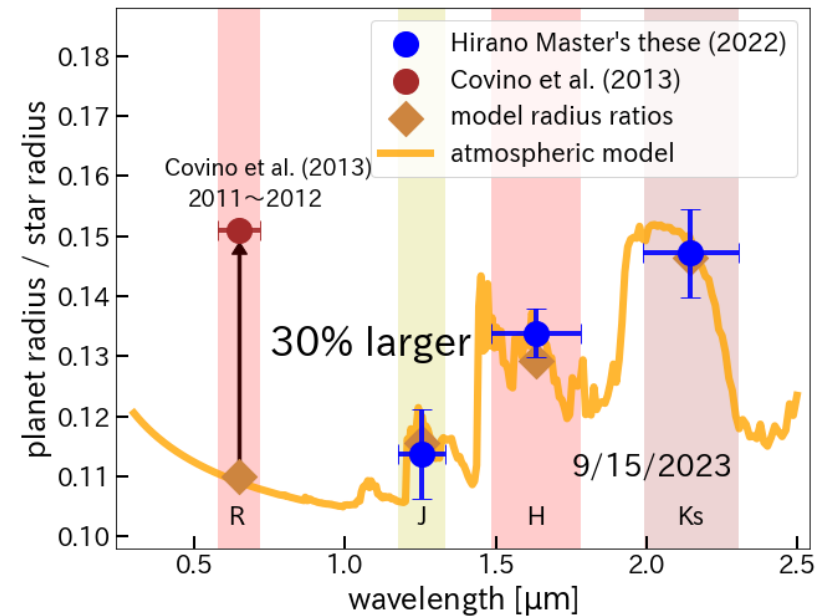 Hirano Master's these (2022)
Covino et al. (2013)
model radius ratios
atmospheric model
Covino et al. (2013)
2011～2012
30% larger
9/15/2023
R
J
H
Ks
0.18
0.17
0.16
0.15
0.14
0.13
0.12
0.11
0.10
planet radius / star radius
0.5
1.0
1.5
2.0
2.5
wavelength [μm]